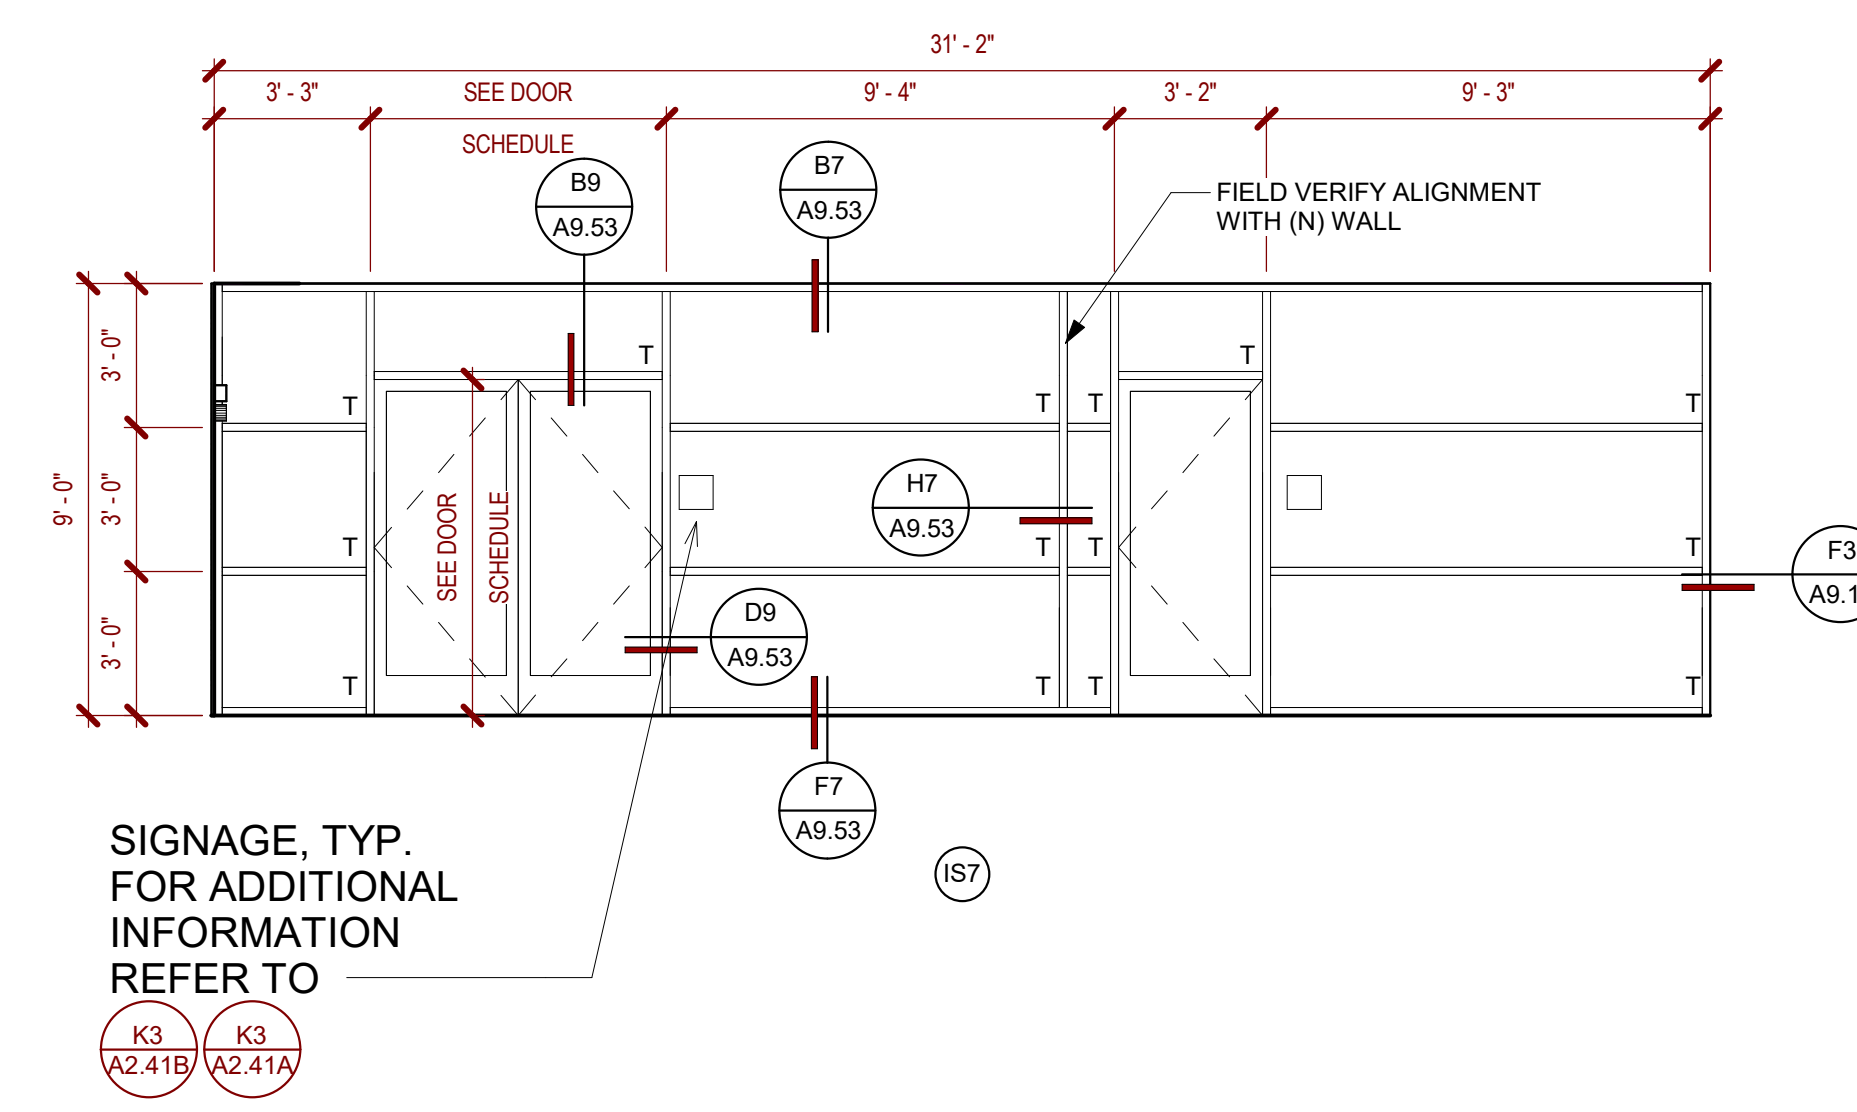 31' - 2"
3' - 3"
SEE DOOR
SCHEDULE
9' - 4"
3' - 2"
9' - 3"
B9
A9.53
B7
A9.53
FIELD VERIFY ALIGNMENT
WITH (N) WALL
9' - 0"
3' - 0"
3' - 0"
3' - 0"
T
T
T
T
T
T
T
T
T
T
T
T
T
T
SEE DOOR
SCHEDULE
H7
A9.53
D9
A9.53
F3
A9.1
F7
A9.53
IS7
SIGNAGE, TYP.
FOR ADDITIONAL
INFORMATION
REFER TO
K3
A2.41B
K3
A2.41A